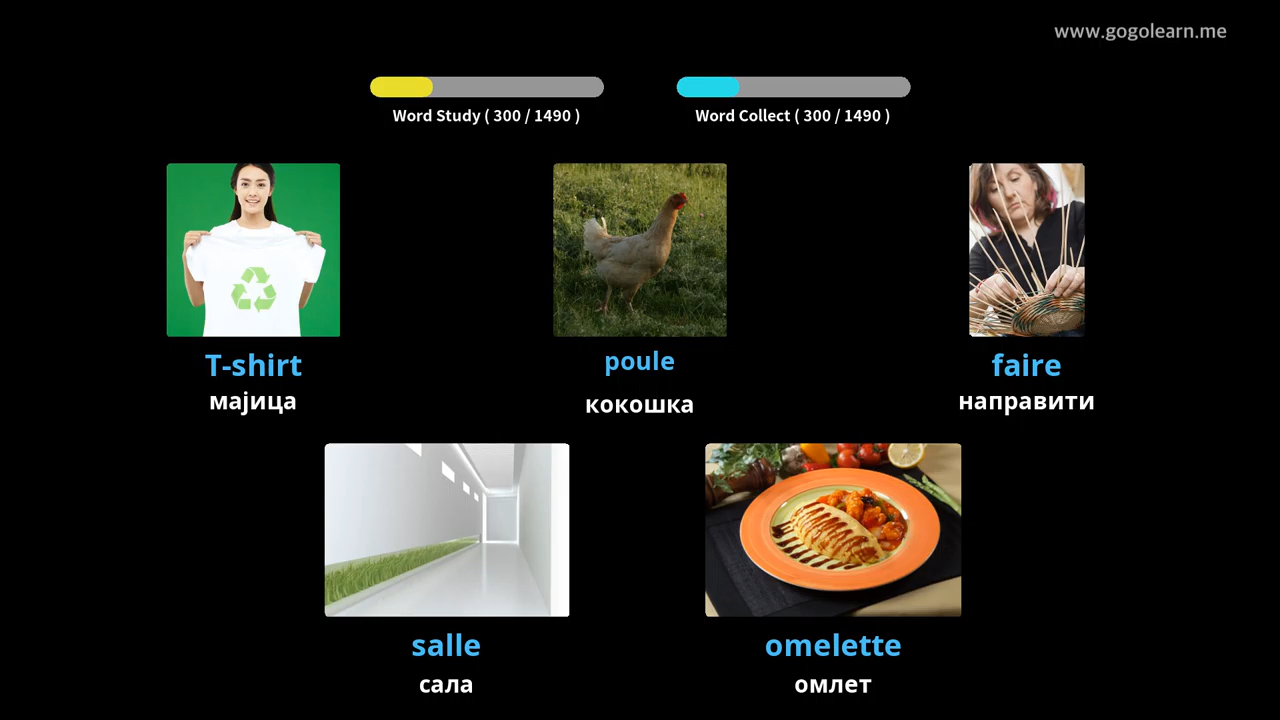 www.gogolearn.me
Word Study ( 300 / 1490 )
Word Collect ( 300 / 1490 )
T-shirt
мајица
poule
кокошка
faire
направити
salle
сала
omelette
омлет